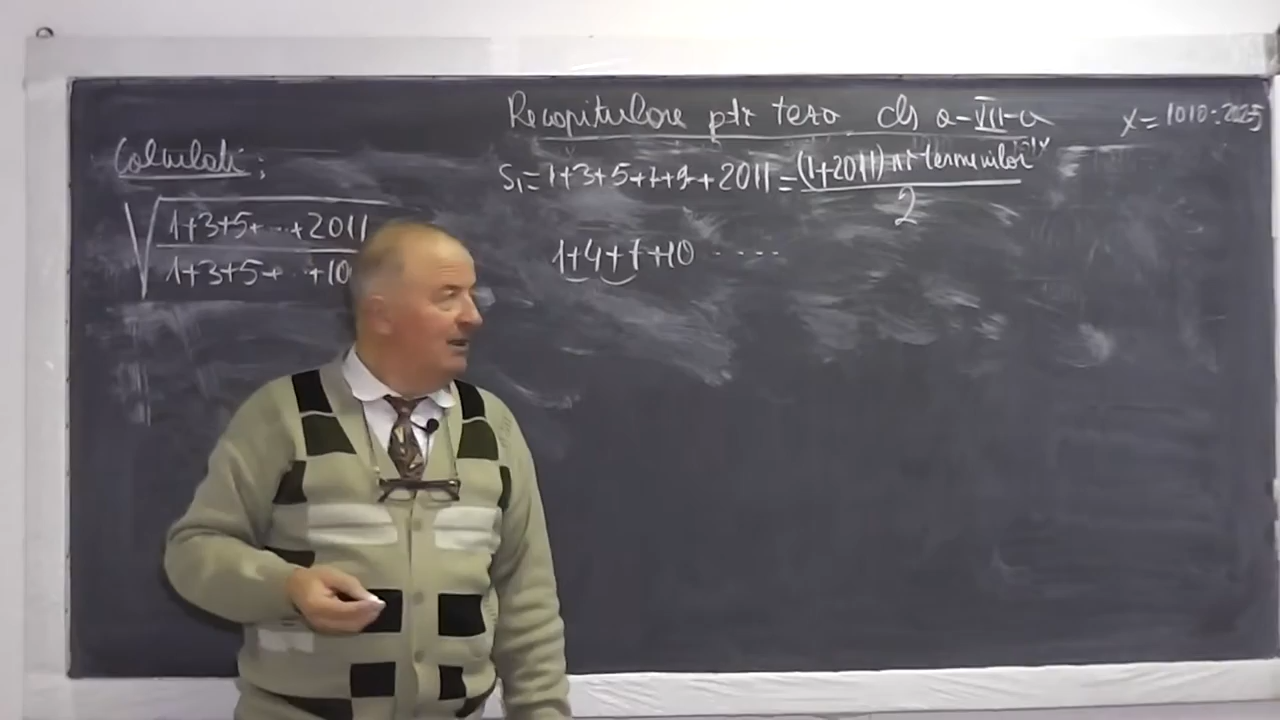 Recapitulare ptr teza cls a-VII-a
x=1010:2025
Calculati:
√
1+3+5+...+2011
1+3+5+...+10
S₁=1+3+5+7+9+2011=(1+2011) nr termenilor
2
1+4+7+10 .....